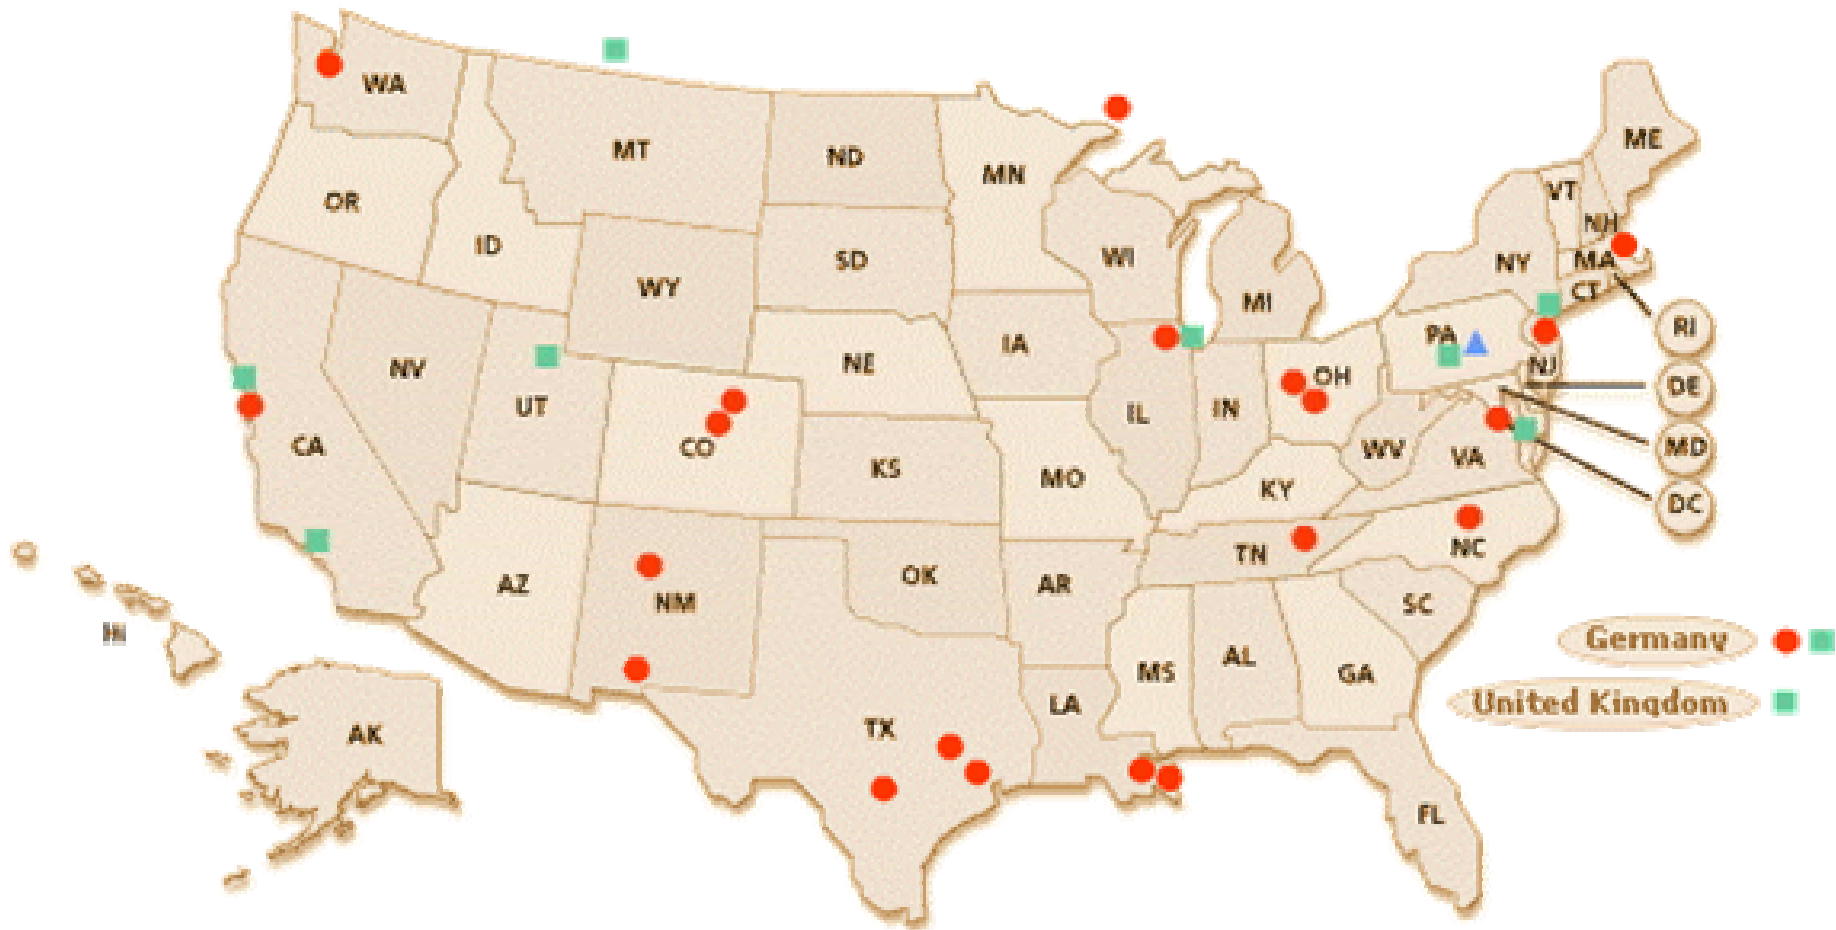 WA
MT
ND
MN
ME
VT
NH
OR
ID
SD
WI
NY
MA
CT
WY
MI
RI
IA
PA
NV
NE
OH
NJ
DE
UT
IL
IN
CA
CO
KS
MO
WV
VA
MD
KY
DC
TN
NC
AZ
NM
OK
AR
SC
HI
MS
AL
GA
Germany
LA
United Kingdom
AK
TX
FL